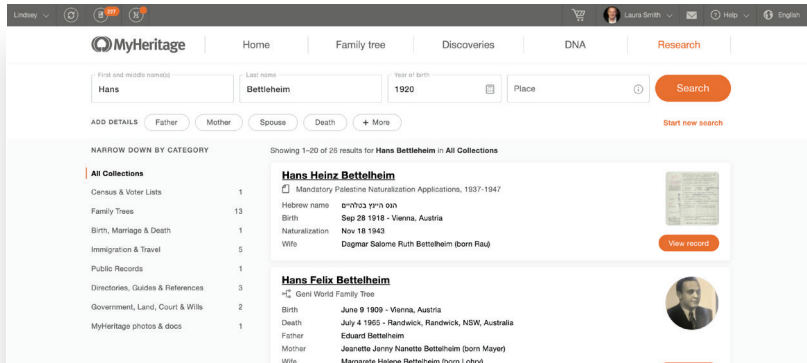 Lindsey
227
Laura Smith
Help
English
MyHeritage
Home
Family tree
Discoveries
DNA
Research
First and middle name(s)
Hans
Last name
Bettleheim
Year of birth
1920
Place
Search
ADD DETAILS
Father
Mother
Spouse
Death
+ More
Start new search
NARROW DOWN BY CATEGORY
All Collections
Census & Voter Lists 1
Family Trees 13
Birth, Marriage & Death 1
Immigration & Travel 5
Public Records 1
Directories, Guides & References 3
Government, Land, Court & Wills 2
MyHeritage photos & docs 1
Showing 1–20 of 26 results for Hans Bettleheim in All Collections
Hans Heinz Bettelheim
Mandatory Palestine Naturalization Applications, 1937-1947
Hebrew name הנס היינץ בטלהיים
Birth Sep 28 1918 - Vienna, Austria
Naturalization Nov 18 1943
Wife Dagmar Salome Ruth Bettelheim (born Rau)
View record
Hans Felix Bettelheim
Geni World Family Tree
Birth June 9 1909 - Vienna, Austria
Death July 4 1965 - Randwick, Randwick, NSW, Australia
Father Eduard Bettelheim
Mother Jeanette Jenny Nanette Bettelheim (born Mayer)
Wife Margarete Helene Bettelheim (born Lohry)